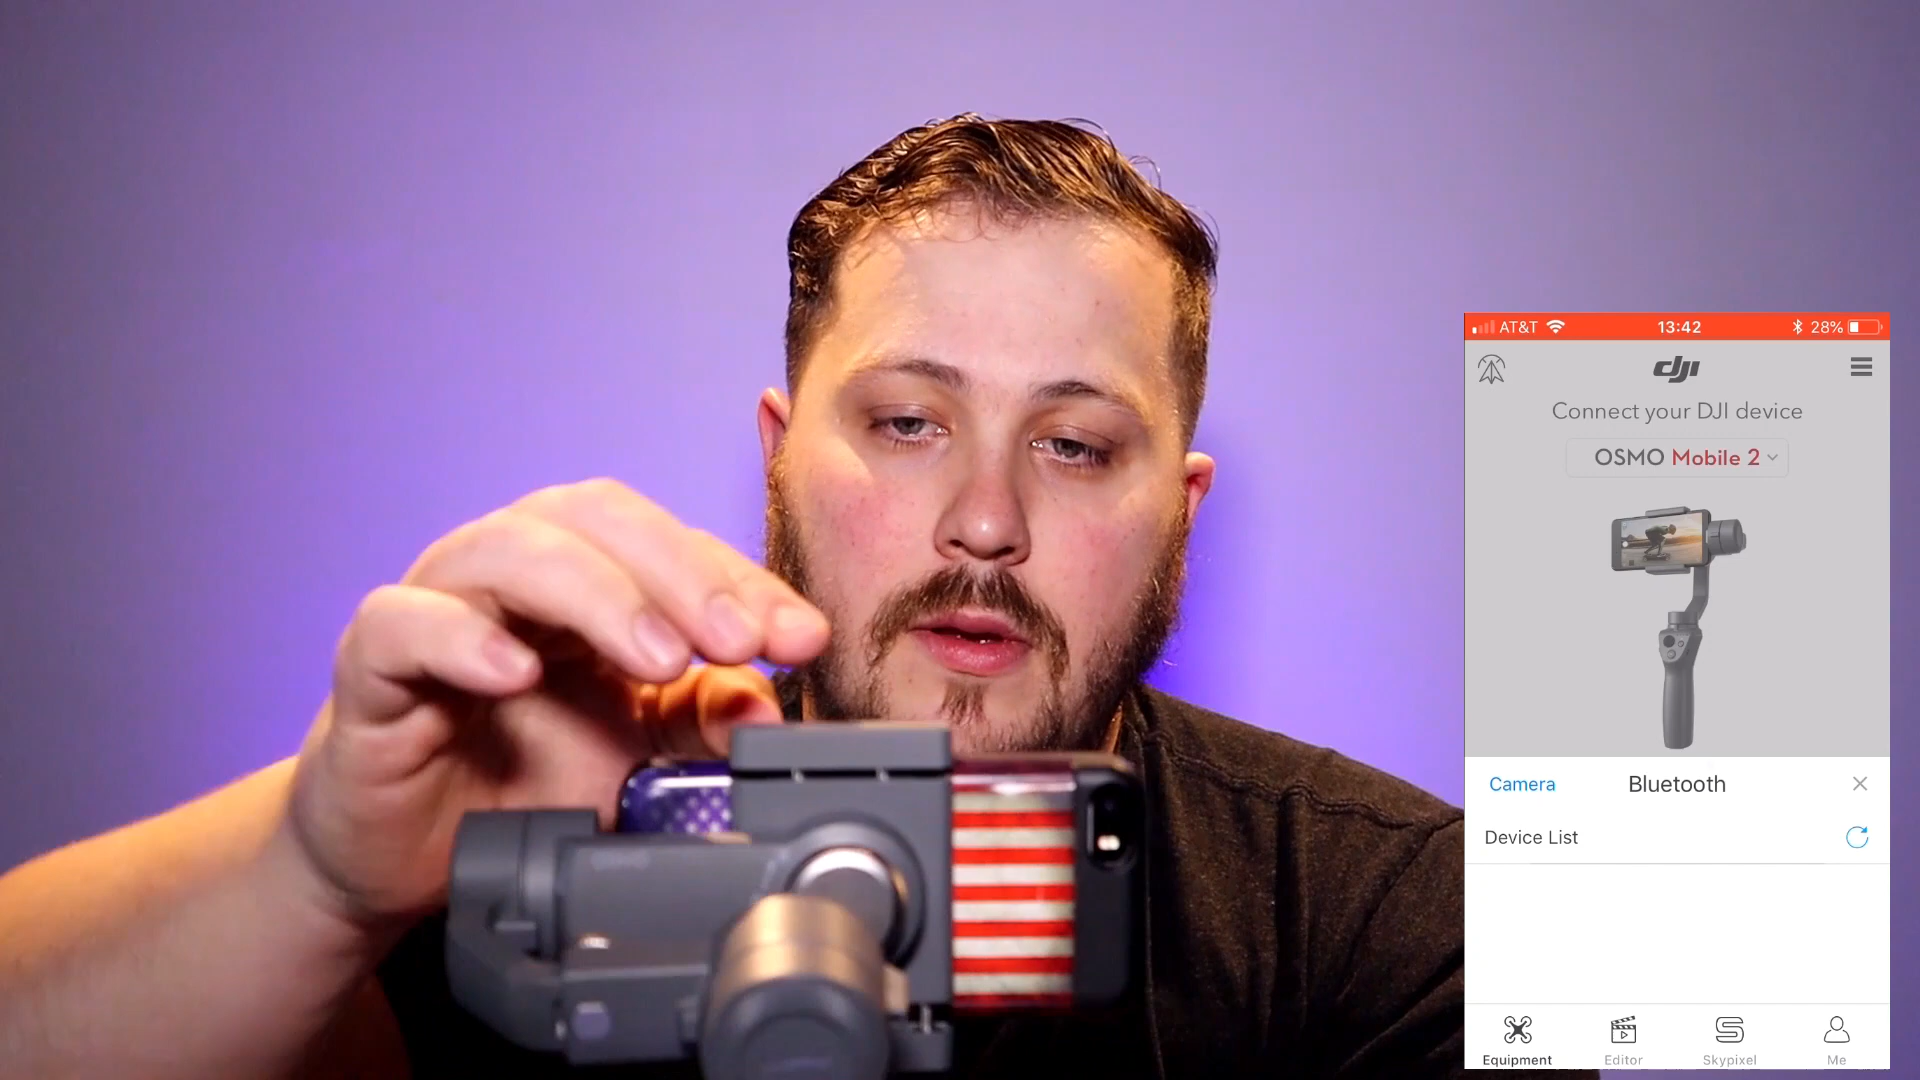 AT&T 13:42 28%
dji
Connect your DJI device
OSMO Mobile 2
Camera Bluetooth
Device List
Equipment Editor Skypixel Me
OSMO